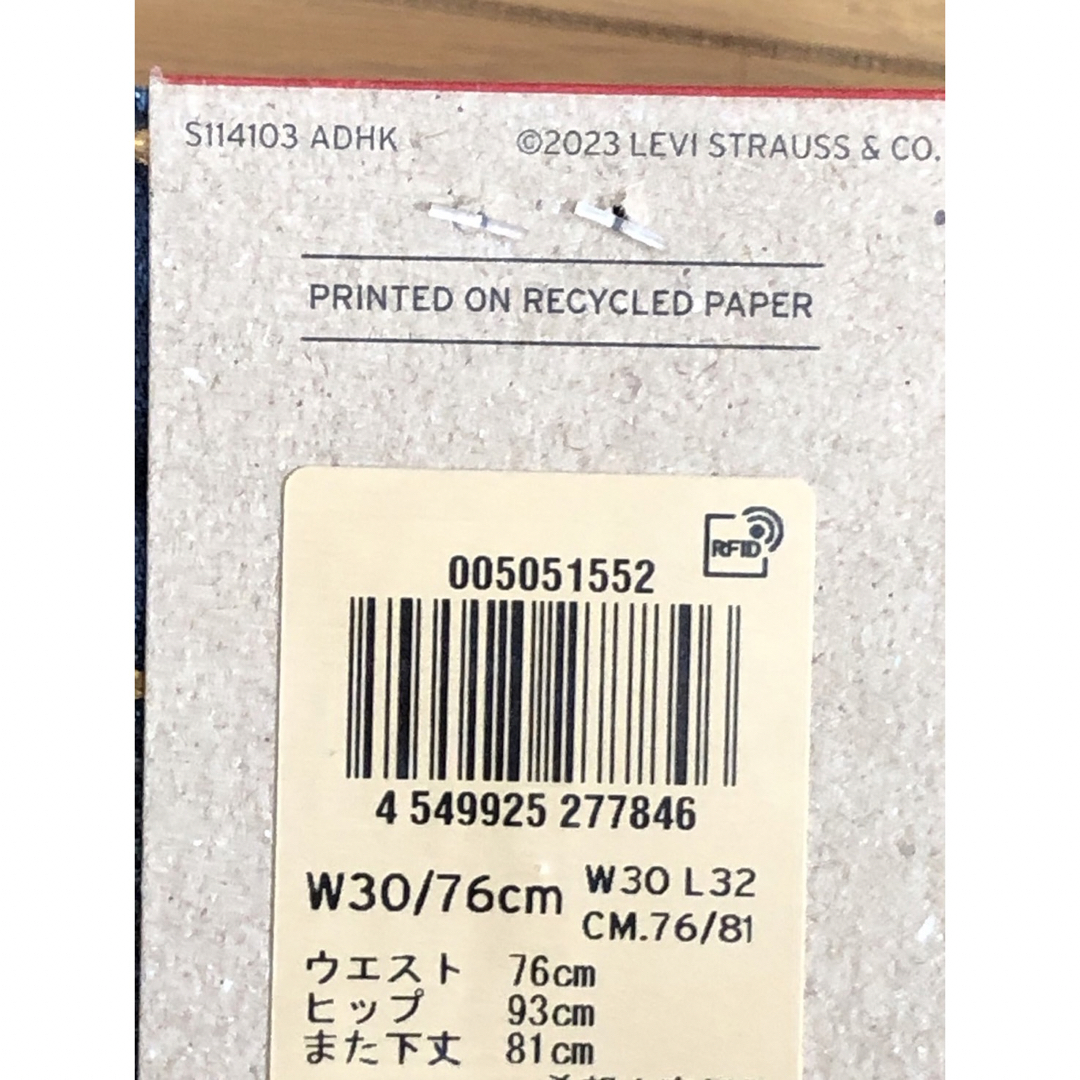 S114103 ADHK
©2023 LEVI STRAUSS & CO.
PRINTED ON RECYCLED PAPER
RFID
005051552
4 549925 277846
W30/76cm
W30 L32
CM.76/81
ウエスト 76cm
ヒップ 93cm
また下丈 81cm